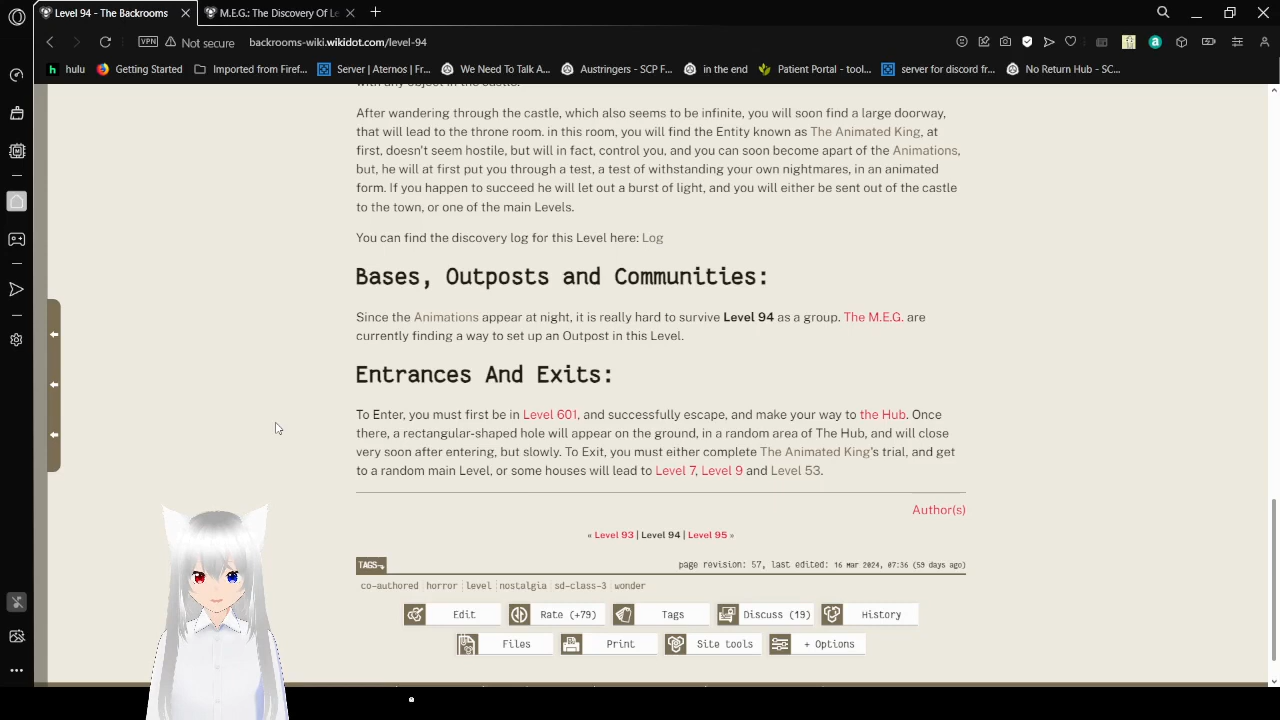 Level 94 - The Backrooms
M.E.G.: The Discovery Of Le
VPN
Not secure
backrooms-wiki.wikidot.com/level-94
hulu
Getting Started
Imported from Firef...
Server | Aternos | Fr...
We Need To Talk A...
Austringers - SCP F...
in the end
Patient Portal - tool...
server for discord fr...
No Return Hub - SC...
with any object in the castle.
After wandering through the castle, which also seems to be infinite, you will soon find a large doorway,
that will lead to the throne room. in this room, you will find the Entity known as The Animated King, at
first, doesn't seem hostile, but will in fact, control you, and you can soon become apart of the Animations,
but, he will at first put you through a test, a test of withstanding your own nightmares, in an animated
form. If you happen to succeed he will let out a burst of light, and you will either be sent out of the castle
to the town, or one of the main Levels.
You can find the discovery log for this Level here: Log
Bases, Outposts and Communities:
Since the Animations appear at night, it is really hard to survive Level 94 as a group. The M.E.G. are
currently finding a way to set up an Outpost in this Level.
Entrances And Exits:
To Enter, you must first be in Level 601, and successfully escape, and make your way to the Hub. Once
there, a rectangular-shaped hole will appear on the ground, in a random area of The Hub, and will close
very soon after entering, but slowly. To Exit, you must either complete The Animated King's trial, and get
to a random main Level, or some houses will lead to Level 7, Level 9 and Level 53.
Author(s)
« Level 93 | Level 94 | Level 95 »
TAGS
page revision: 57, last edited: 16 Mar 2024, 07:36 (59 days ago)
co-authored horror level nostalgia sd-class-3 wonder
Edit
Rate (+79)
Tags
Discuss (19)
History
Files
Print
Site tools
+ Options